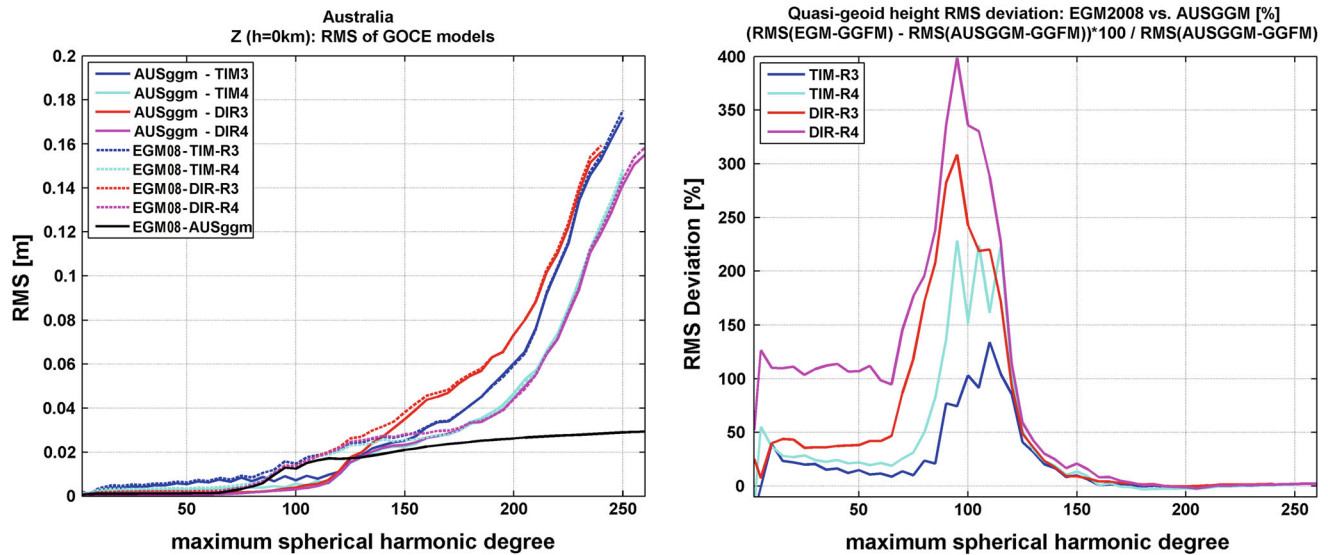 Australia
Z (h=0km): RMS of GOCE models
0.2
0.18
0.16
0.14
0.12
0.1
0.08
0.06
0.04
0.02
0
RMS [m]
AUSggm - TIM3
AUSggm - TIM4
AUSggm - DIR3
AUSggm - DIR4
EGM08-TIM-R3
EGM08-TIM-R4
EGM08-DIR-R3
EGM08-DIR-R4
EGM08-AUSggm
50 100 150 200 250
maximum spherical harmonic degree
Quasi-geoid height RMS deviation: EGM2008 vs. AUSGGM [%]
(RMS(EGM-GGFM) - RMS(AUSGGM-GGFM))*100 / RMS(AUSGGM-GGFM)
400
350
300
250
200
150
100
50
0
RMS Deviation [%]
TIM-R3
TIM-R4
DIR-R3
DIR-R4
50 100 150 200 250
maximum spherical harmonic degree